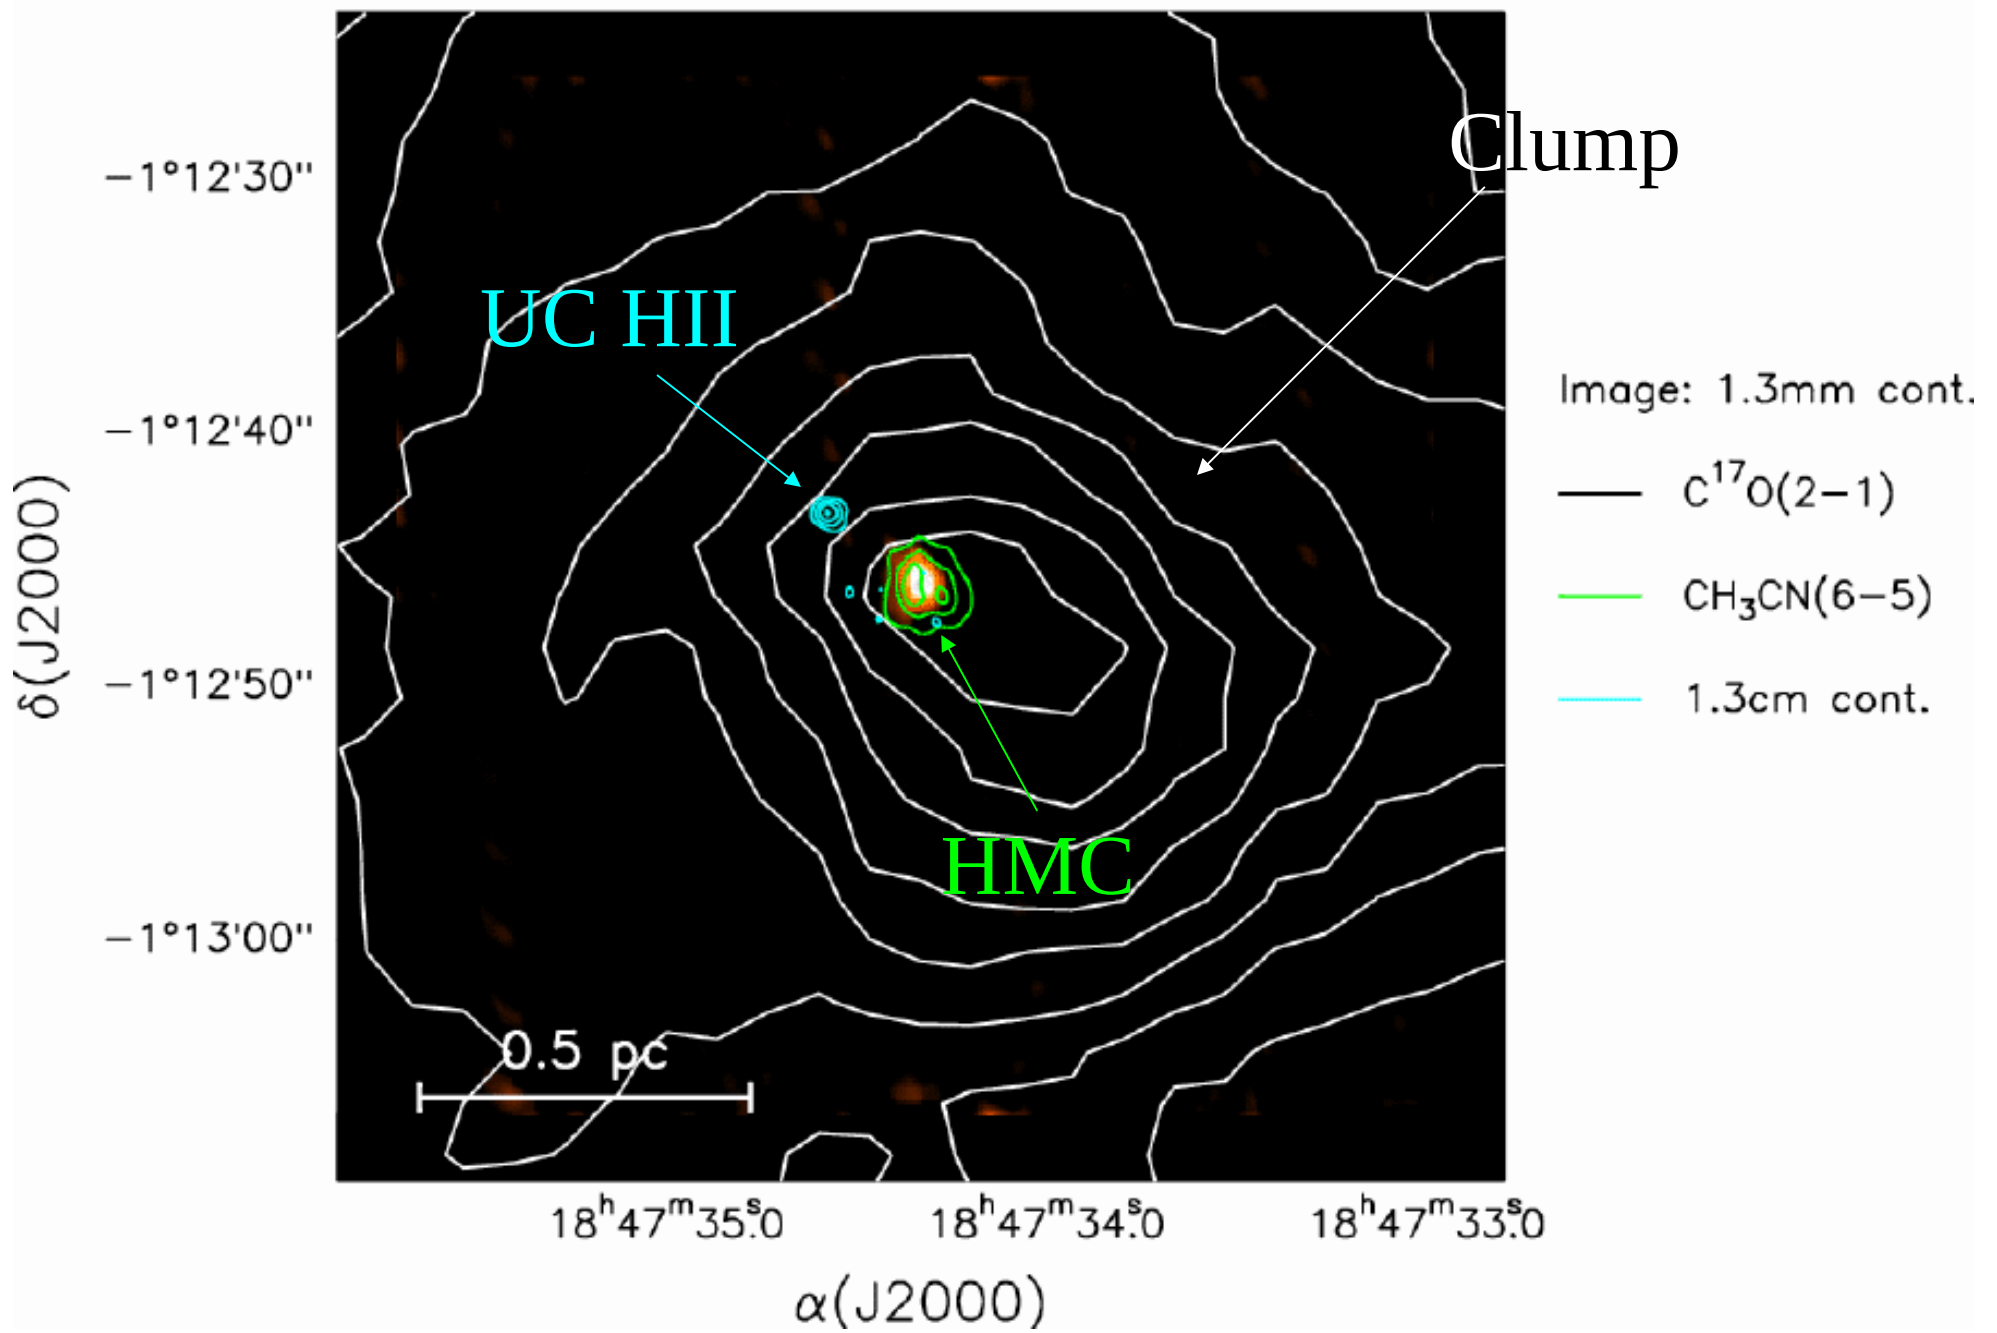 Clump
−1°12'30"
UC HII
Image: 1.3mm cont.
−1°12'40"
C¹⁷O(2−1)
CH₃CN(6−5)
δ(J2000)
−1°12'50"
1.3cm cont.
HMC
−1°13'00"
0.5 pc
18ʰ47ᵐ35ˢ.0 18ʰ47ᵐ34ˢ.0 18ʰ47ᵐ33ˢ.0
α(J2000)